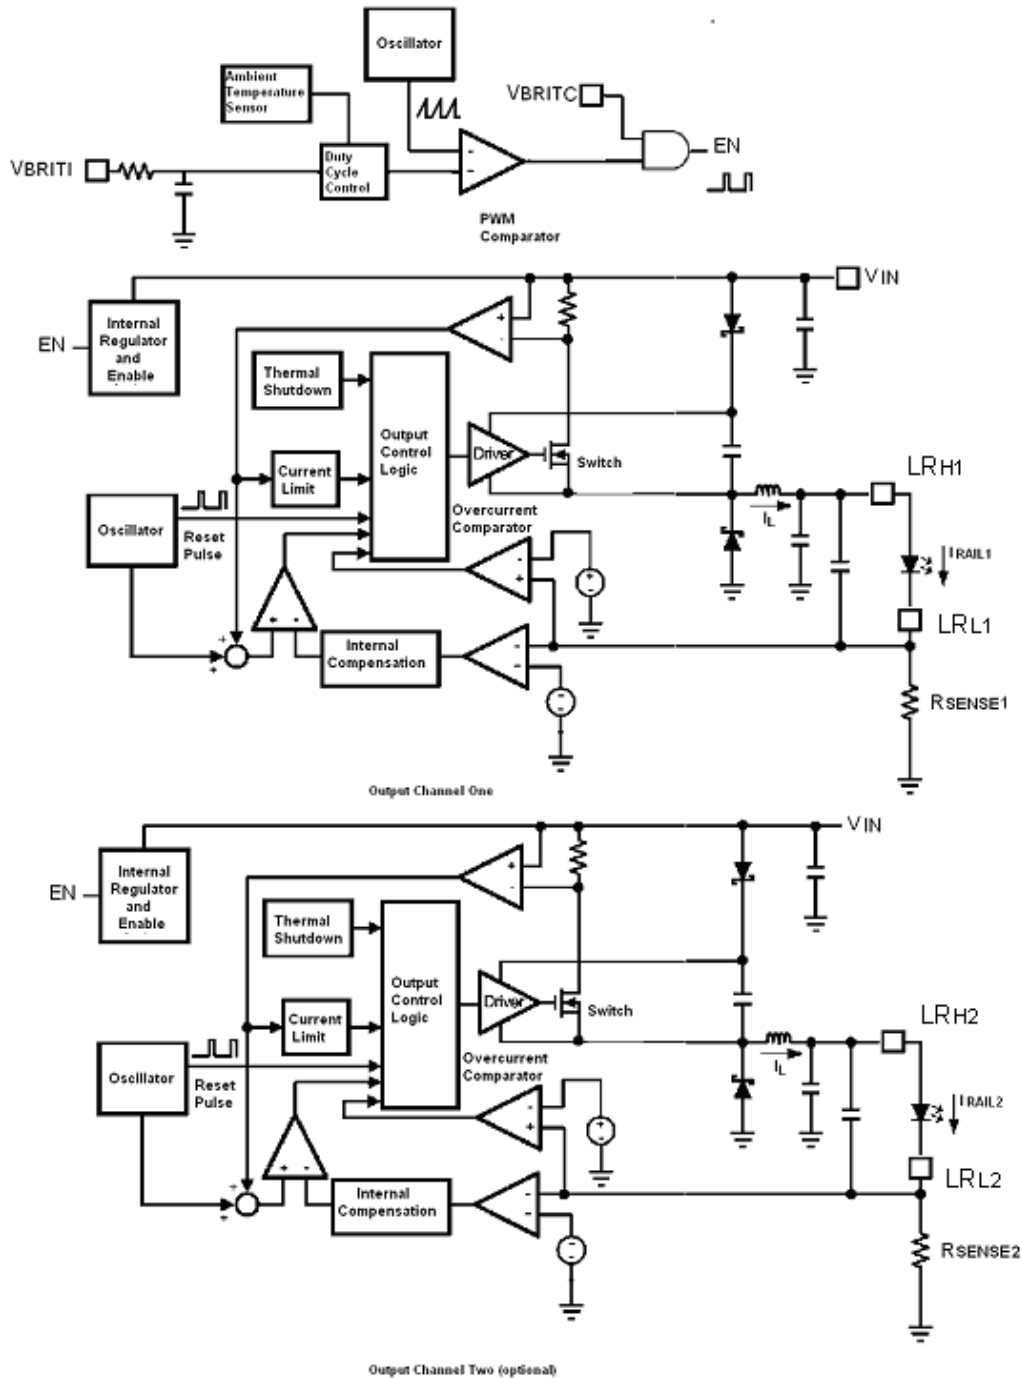 Oscillator
Ambient
Temperature
Sensor
VBRITC
EN
VBRITI
Duty
Cycle
Control
PWM
Comparator
VIN
EN
Internal
Regulator
and
Enable
Thermal
Shutdown
Output
Control
Logic
Driver
Switch
Current
Limit
LRH1
Oscillator
Reset
Pulse
Overcurrent
Comparator
IL
IRAIL1
LRL1
Internal
Compensation
RSENSE1
Output Channel One
VIN
EN
Internal
Regulator
and
Enable
Thermal
Shutdown
Output
Control
Logic
Driver
Switch
Current
Limit
LRH2
Oscillator
Reset
Pulse
Overcurrent
Comparator
IL
IRAIL2
LRL2
Internal
Compensation
RSENSE2
Output Channel Two (optional)